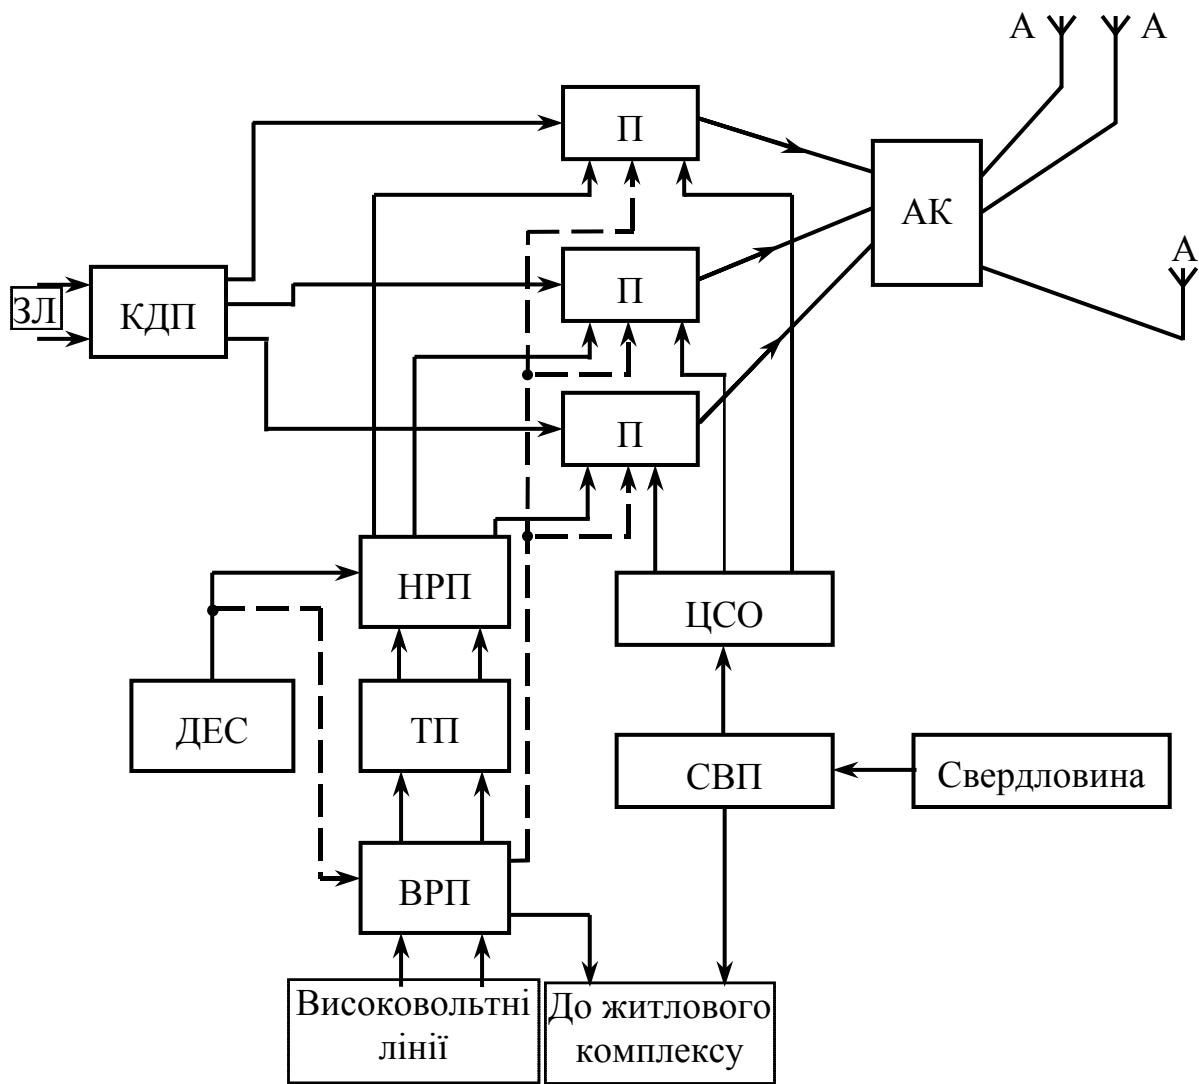 А
А
П
АК
А
П
ЗЛ
КДП
П
НРП
ЦСО
ДЕС
ТП
СВП
Свердловина
ВРП
Високовольтні
лінії
До житлового
комплексу